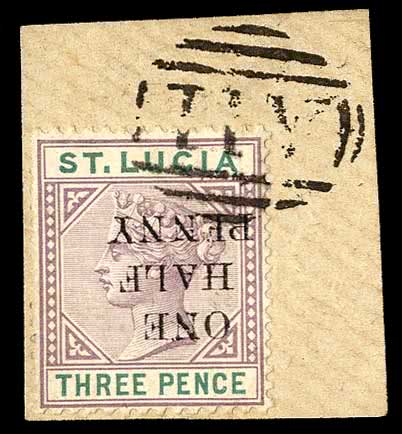 ST. LUCIA
ONE
HALF
PENNY
THREE PENCE